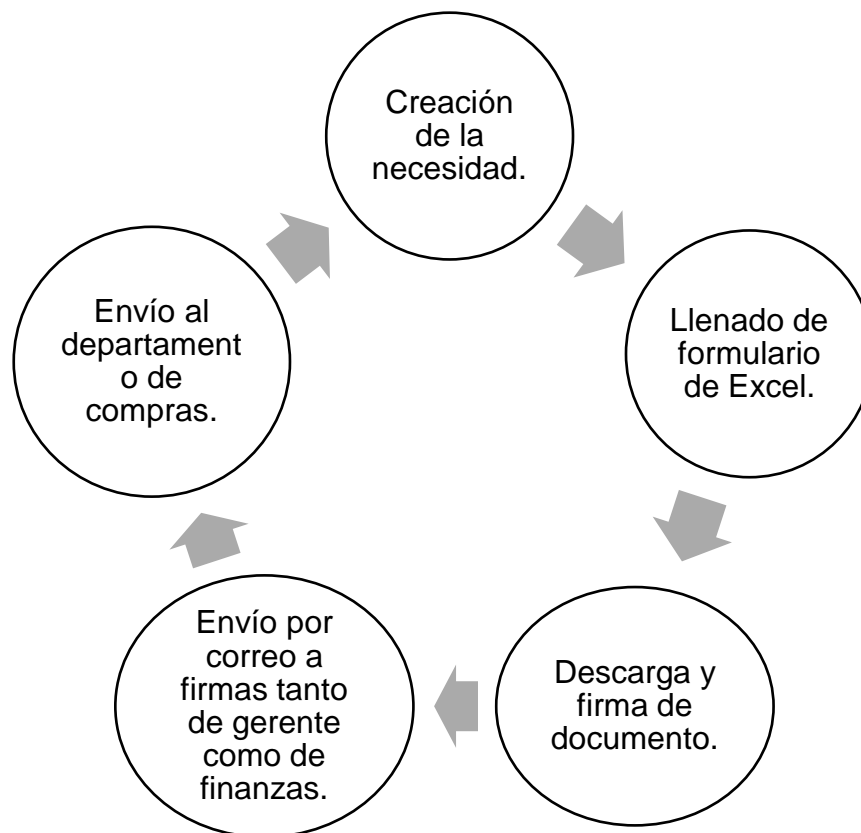 Creación
de la
necesidad.
Llenado de
formulario
de Excel.
Descarga y
firma de
documento.
Envío por
correo a
firmas tanto
de gerente
como de
finanzas.
Envío al
departament
o de
compras.